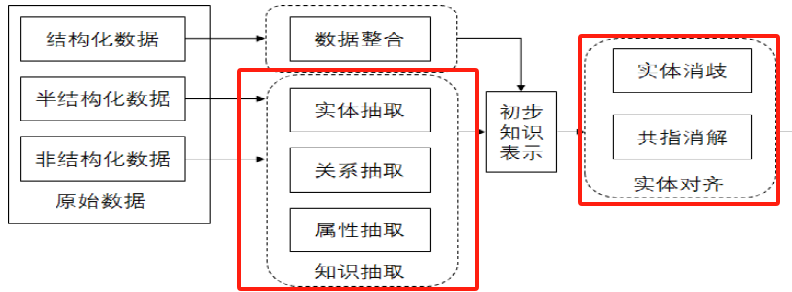 结构化数据
半结构化数据
非结构化数据
原始数据
数据整合
实体抽取
关系抽取
属性抽取
知识抽取
初步
知识
表示
实体消歧
共指消解
实体对齐